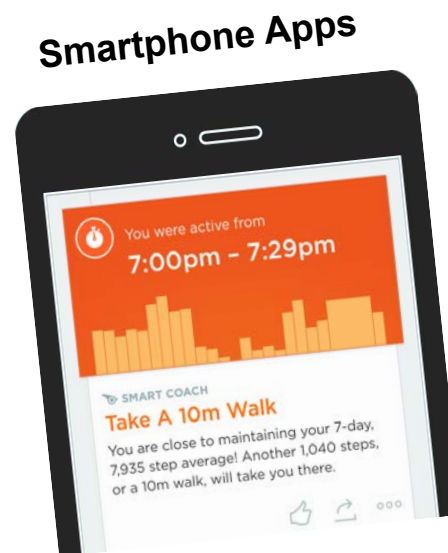 Smartphone Apps
You were active from
7:00pm – 7:29pm
SMART COACH
Take A 10m Walk
You are close to maintaining your 7-day,
7,935 step average! Another 1,040 steps,
or a 10m walk, will take you there.